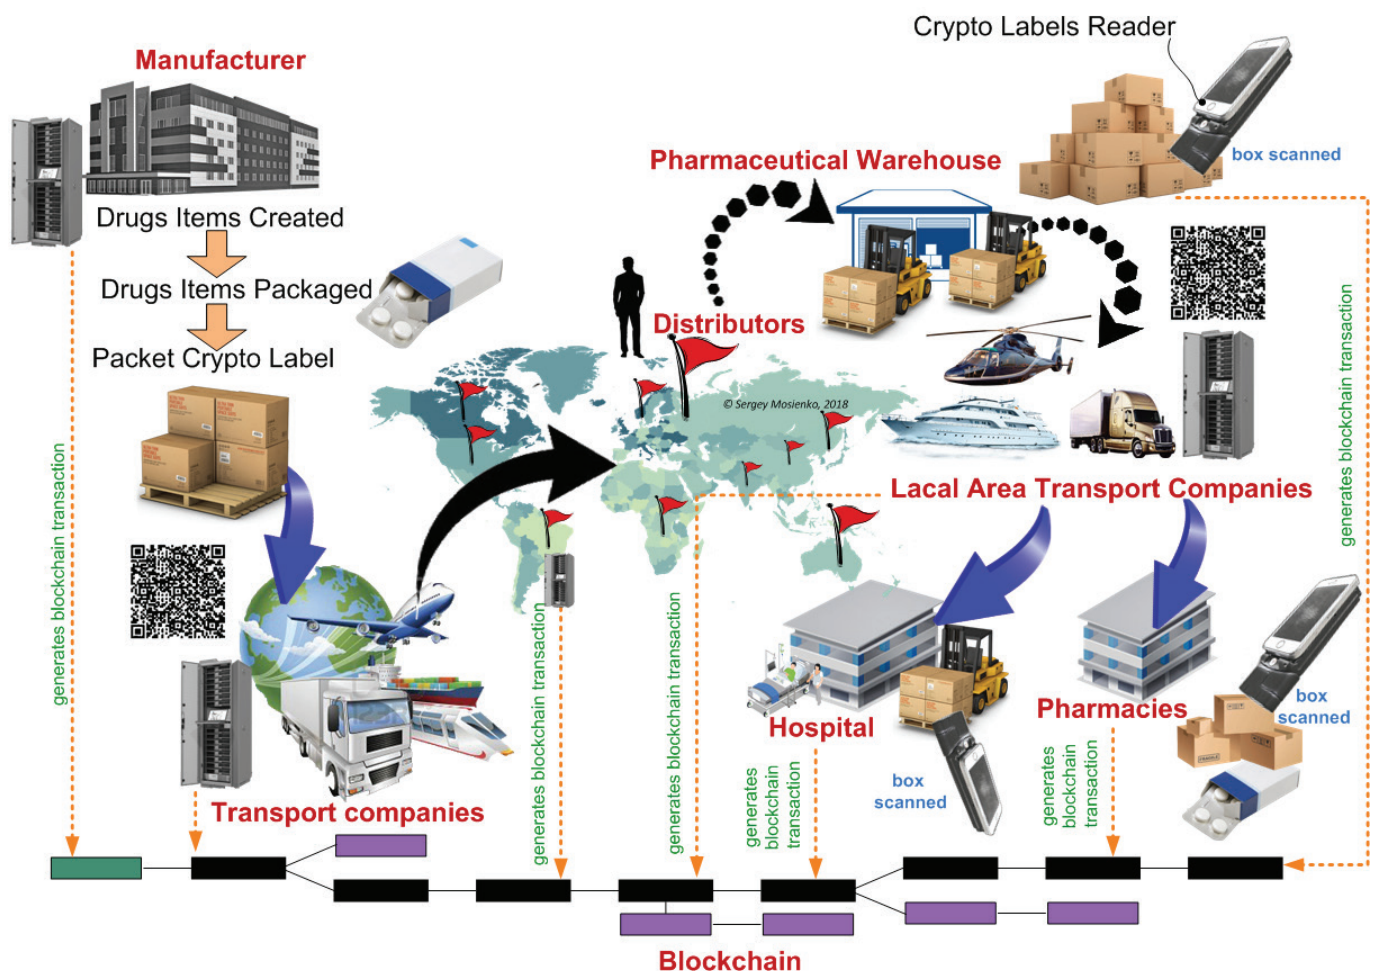 Crypto Labels Reader
Manufacturer
box scanned
Pharmaceutical Warehouse
Drugs Items Created
Drugs Items Packaged
Distributors
Packet Crypto Label
© Sergey Mosienko, 2018
generates blockchain transaction
generates blockchain transaction
Lacal Area Transport Companies
generates blockchain transaction
generates blockchain transaction
Hospital
Pharmacies
box
scanned
box
scanned
Transport companies
generates
blockchain
transaction
generates
blockchain
transaction
Blockchain